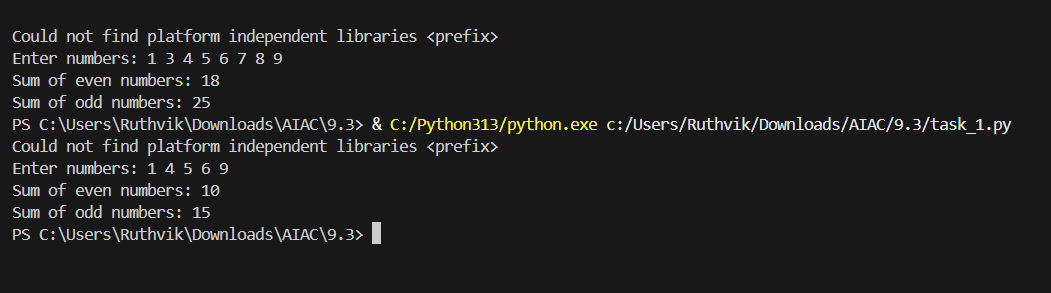 Could not find platform independent libraries <prefix>
Enter numbers: 1 3 4 5 6 7 8 9
Sum of even numbers: 18
Sum of odd numbers: 25
PS C:\Users\Ruthvik\Downloads\AIAC\9.3> & C:/Python313/python.exe c:/Users/Ruthvik/Downloads/AIAC/9.3/task_1.py
Could not find platform independent libraries <prefix>
Enter numbers: 1 4 5 6 9
Sum of even numbers: 10
Sum of odd numbers: 15
PS C:\Users\Ruthvik\Downloads\AIAC\9.3>